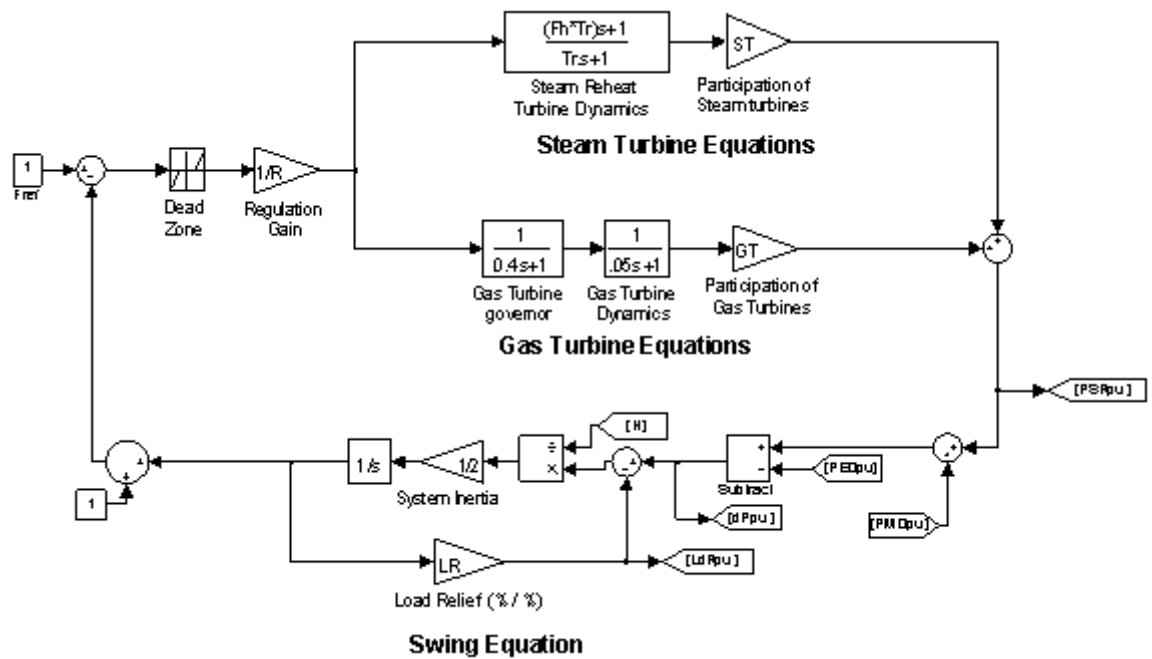 (Fh*Tr)s+1
Tr.s+1
Steam Reheat
Turbine Dynamics
ST
Participation of
Steam turbines
Steam Turbine Equations
1
Fref
Dead
Zone
1/R
Regulation
Gain
1
0.4s+1
Gas Turbine
governor
1
.05s+1
Gas Turbine
Dynamics
GT
Participation of
Gas Turbines
Gas Turbine Equations
[PSRpu]
[H]
1
1/s
1/2
System Inertia
÷
×
+
−
Subtract
[PEOpu]
[PMOpu]
[dPpu]
LR
Load Relief (% / %)
[LdRpu]
Swing Equation